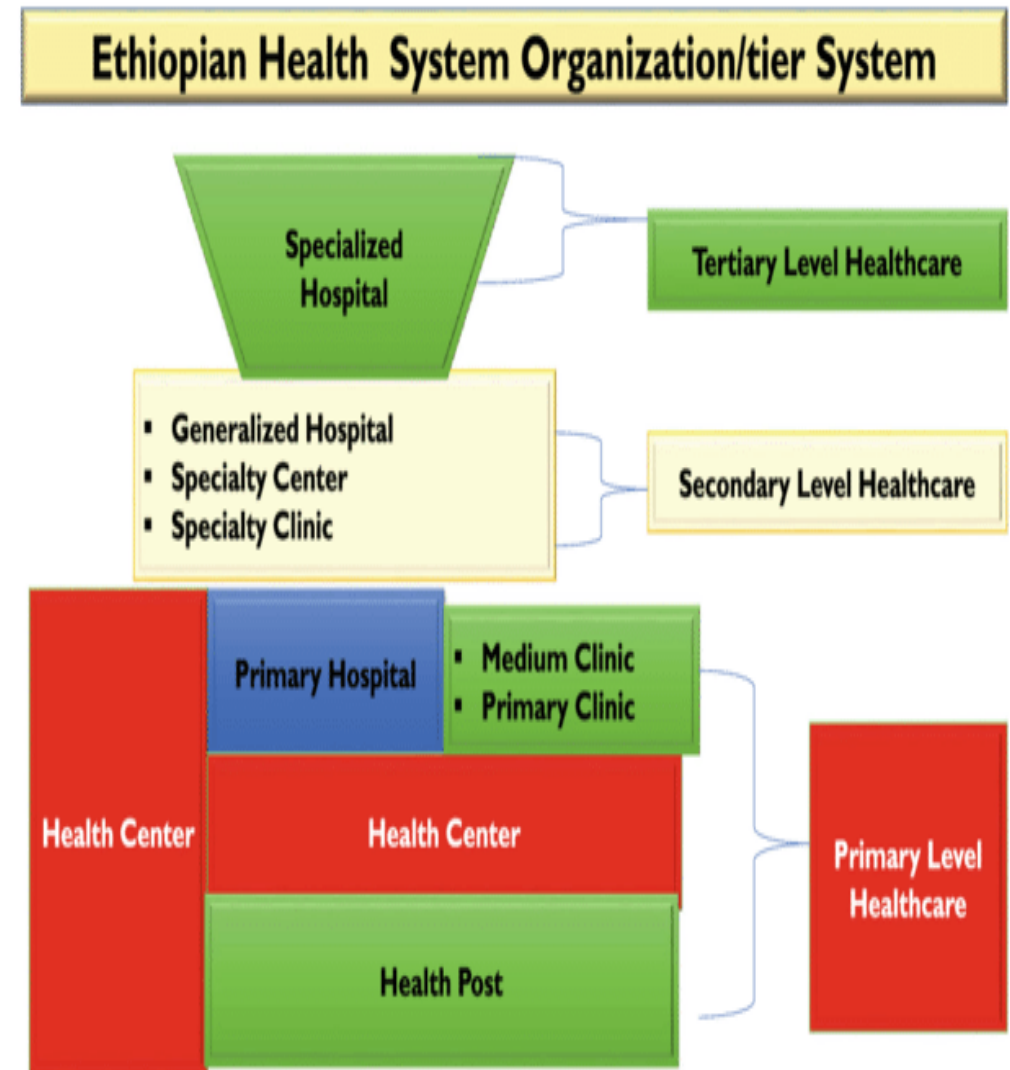 Ethiopian Health System Organization/tier System
Specialized
Hospital
Tertiary Level Healthcare
▪ Generalized Hospital
▪ Specialty Center
▪ Specialty Clinic
Secondary Level Healthcare
Primary Hospital
▪ Medium Clinic
▪ Primary Clinic
Health Center
Health Center
Primary Level
Healthcare
Health Post